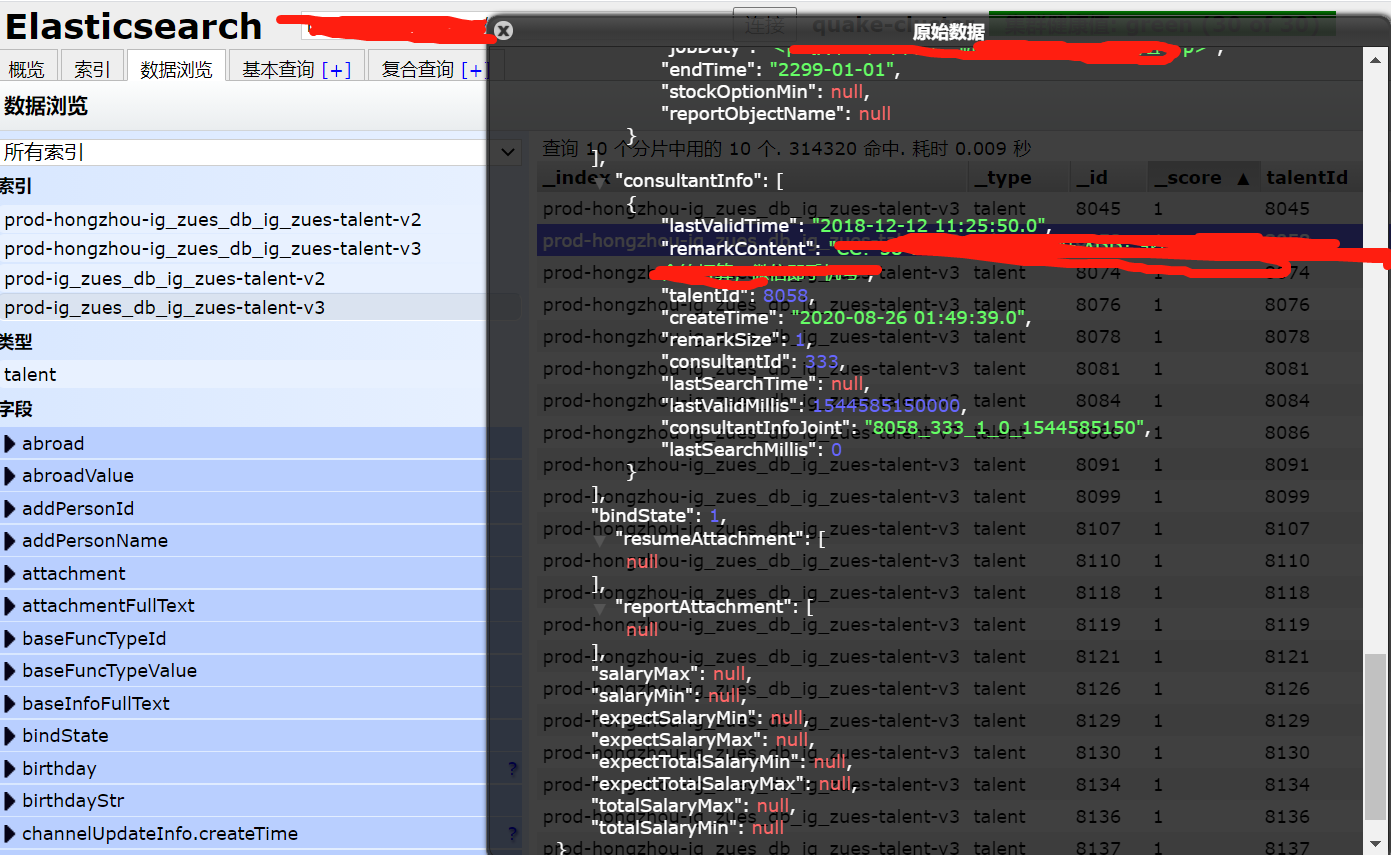 Elasticsearch
连接
quake-c
集群健康值: green (30 of 30)
概览
索引
数据浏览
基本查询 [+]
复合查询 [+]
数据浏览
所有索引
索引
prod-hongzhou-ig_zues_db_ig_zues-talent-v2
prod-hongzhou-ig_zues_db_ig_zues-talent-v3
prod-ig_zues_db_ig_zues-talent-v2
prod-ig_zues_db_ig_zues-talent-v3
类型
talent
字段
abroad
abroadValue
addPersonId
addPersonName
attachment
attachmentFullText
baseFuncTypeId
baseFuncTypeValue
baseInfoFullText
bindState
birthday ?
birthdayStr
channelUpdateInfo.createTime ?
原始数据
"jobDuty": "<p p>",
"endTime": "2299-01-01",
"stockOptionMin": null,
"reportObjectName": null
}
],
"consultantInfo": [
{
"lastValidTime": "2018-12-12 11:25:50.0",
"remarkContent": "
"talentId": 8058,
"createTime": "2020-08-26 01:49:39.0",
"remarkSize": 1,
"consultantId": 333,
"lastSearchTime": null,
"lastValidMillis": 1544585150000,
"consultantInfoJoint": "8058_333_1_0_1544585150",
"lastSearchMillis": 0
}
],
"bindState": 1,
"resumeAttachment": [
null
],
"reportAttachment": [
null
],
"salaryMax": null,
"salaryMin": null,
"expectSalaryMin": null,
"expectSalaryMax": null,
"expectTotalSalaryMin": null,
"expectTotalSalaryMax": null,
"totalSalaryMax": null,
"totalSalaryMin": null
}
查询 10 个分片中用的 10 个. 314320 命中. 耗时 0.009 秒
_index _type _id _score ▲ talentId
prod-hongzhou-ig_zues_db_ig_zues-talent-v3 talent 8045 1 8045
prod-hongzhou-ig_zues_db_ig_zues-ta
prod-hongzhou 8074 1 8074
prod-hongzhou-ig_zues_db_ig_zues-talent-v3 talent 8076 1 8076
prod-hongzhou-ig_zues_db_ig_zues-talent-v3 talent 8078 1 8078
prod-hongzhou-ig_zues_db_ig_zues-talent-v3 talent 8081 1 8081
prod-hongzhou-ig_zues_db_ig_zues-talent-v3 talent 8084 1 8084
prod-hongzhou-ig_zues_db_ig_zues-talent-v3 talent 8086 1 8086
prod-hongzhou-ig_zues_db_ig_zues-talent-v3 talent 8091 1 8091
prod-hongzhou-ig_zues_db_ig_zues-talent-v3 talent 8099 1 8099
prod-hongzhou-ig_zues_db_ig_zues-talent-v3 talent 8107 1 8107
prod-hongzhou-ig_zues_db_ig_zues-talent-v3 talent 8110 1 8110
prod-hongzhou-ig_zues_db_ig_zues-talent-v3 talent 8118 1 8118
prod-hongzhou-ig_zues_db_ig_zues-talent-v3 talent 8119 1 8119
prod-hongzhou-ig_zues_db_ig_zues-talent-v3 talent 8121 1 8121
prod-hongzhou-ig_zues_db_ig_zues-talent-v3 talent 8126 1 8126
prod-hongzhou-ig_zues_db_ig_zues-talent-v3 talent 8129 1 8129
prod-hongzhou-ig_zues_db_ig_zues-talent-v3 talent 8130 1 8130
prod-hongzhou-ig_zues_db_ig_zues-talent-v3 talent 8134 1 8134
prod-hongzhou-ig_zues_db_ig_zues-talent-v3 talent 8136 1 8136
prod-hongzhou-ig_zues_db_ig_zues-talent-v3 talent 8137 1 8137